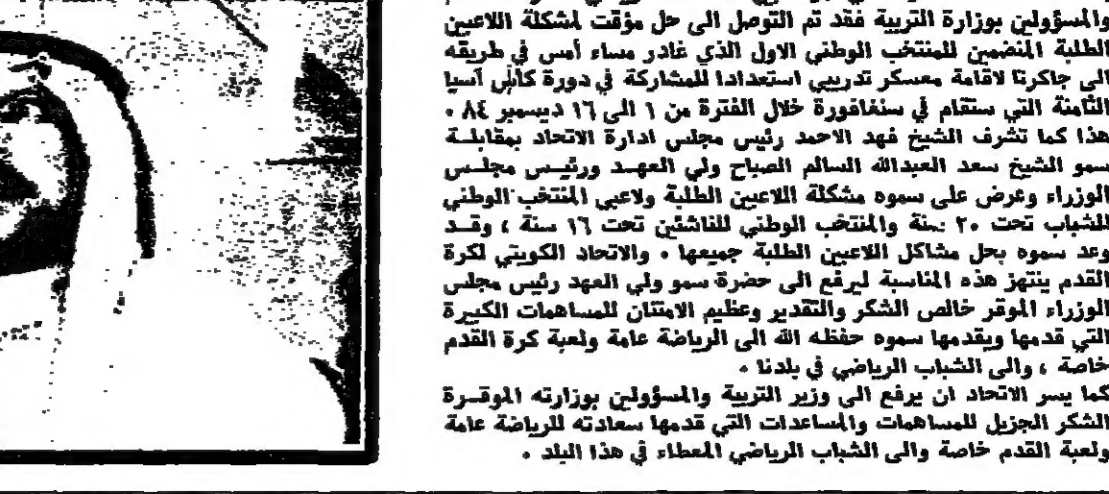 والمسؤولين بوزارة التربية فقد تم التوصل الى حل مؤقت لمشكلة اللاعبين
الطلبة المنضمين للمنتخب الوطني الاول الذي غادر مساء أمس في طريقه
الى جاكرتا لاقامة معسكر تدريبي استعدادا للمشاركة في دورة كأس آسيا
الثامنة التي ستقام في سنغافورة خلال الفترة من ١ الى ١٦ ديسمبر ٨٤ ٠
هذا كما تشرف الشيخ فهد الاحمد رئيس مجلس ادارة الاتحاد بمقابلة
سمو الشيخ سعد العبدالله السالم الصباح ولي العهد ورئيس مجلس
الوزراء وعرض على سموه مشكلة اللاعبين الطلبة ولاعبي المنتخب الوطني
للشباب تحت ٢٠ سنة والمنتخب الوطني للناشئين تحت ١٦ سنة ، وقد
وعد سموه بحل مشاكل اللاعبين الطلبة جميعها ٠ والاتحاد الكويتي لكرة
القدم ينتهز هذه المناسبة ليرفع الى حضرة سمو ولي العهد رئيس مجلس
الوزراء الموقر خالص الشكر والتقدير وعظيم الامتنان للمساهمات الكبيرة
التي قدمها ويقدمها سموه حفظه الله الى الرياضة عامة ولعبة كرة القدم
خاصة ، والى الشباب الرياضي في بلدنا ٠
كما يسر الاتحاد ان يرفع الى وزير التربية والمسؤولين بوزارته الموقرة
الشكر الجزيل للمساهمات والمساعدات التي قدمها سعادته للرياضة عامة
ولعبة القدم خاصة والى الشباب الرياضي المعطاء في هذا البلد ٠